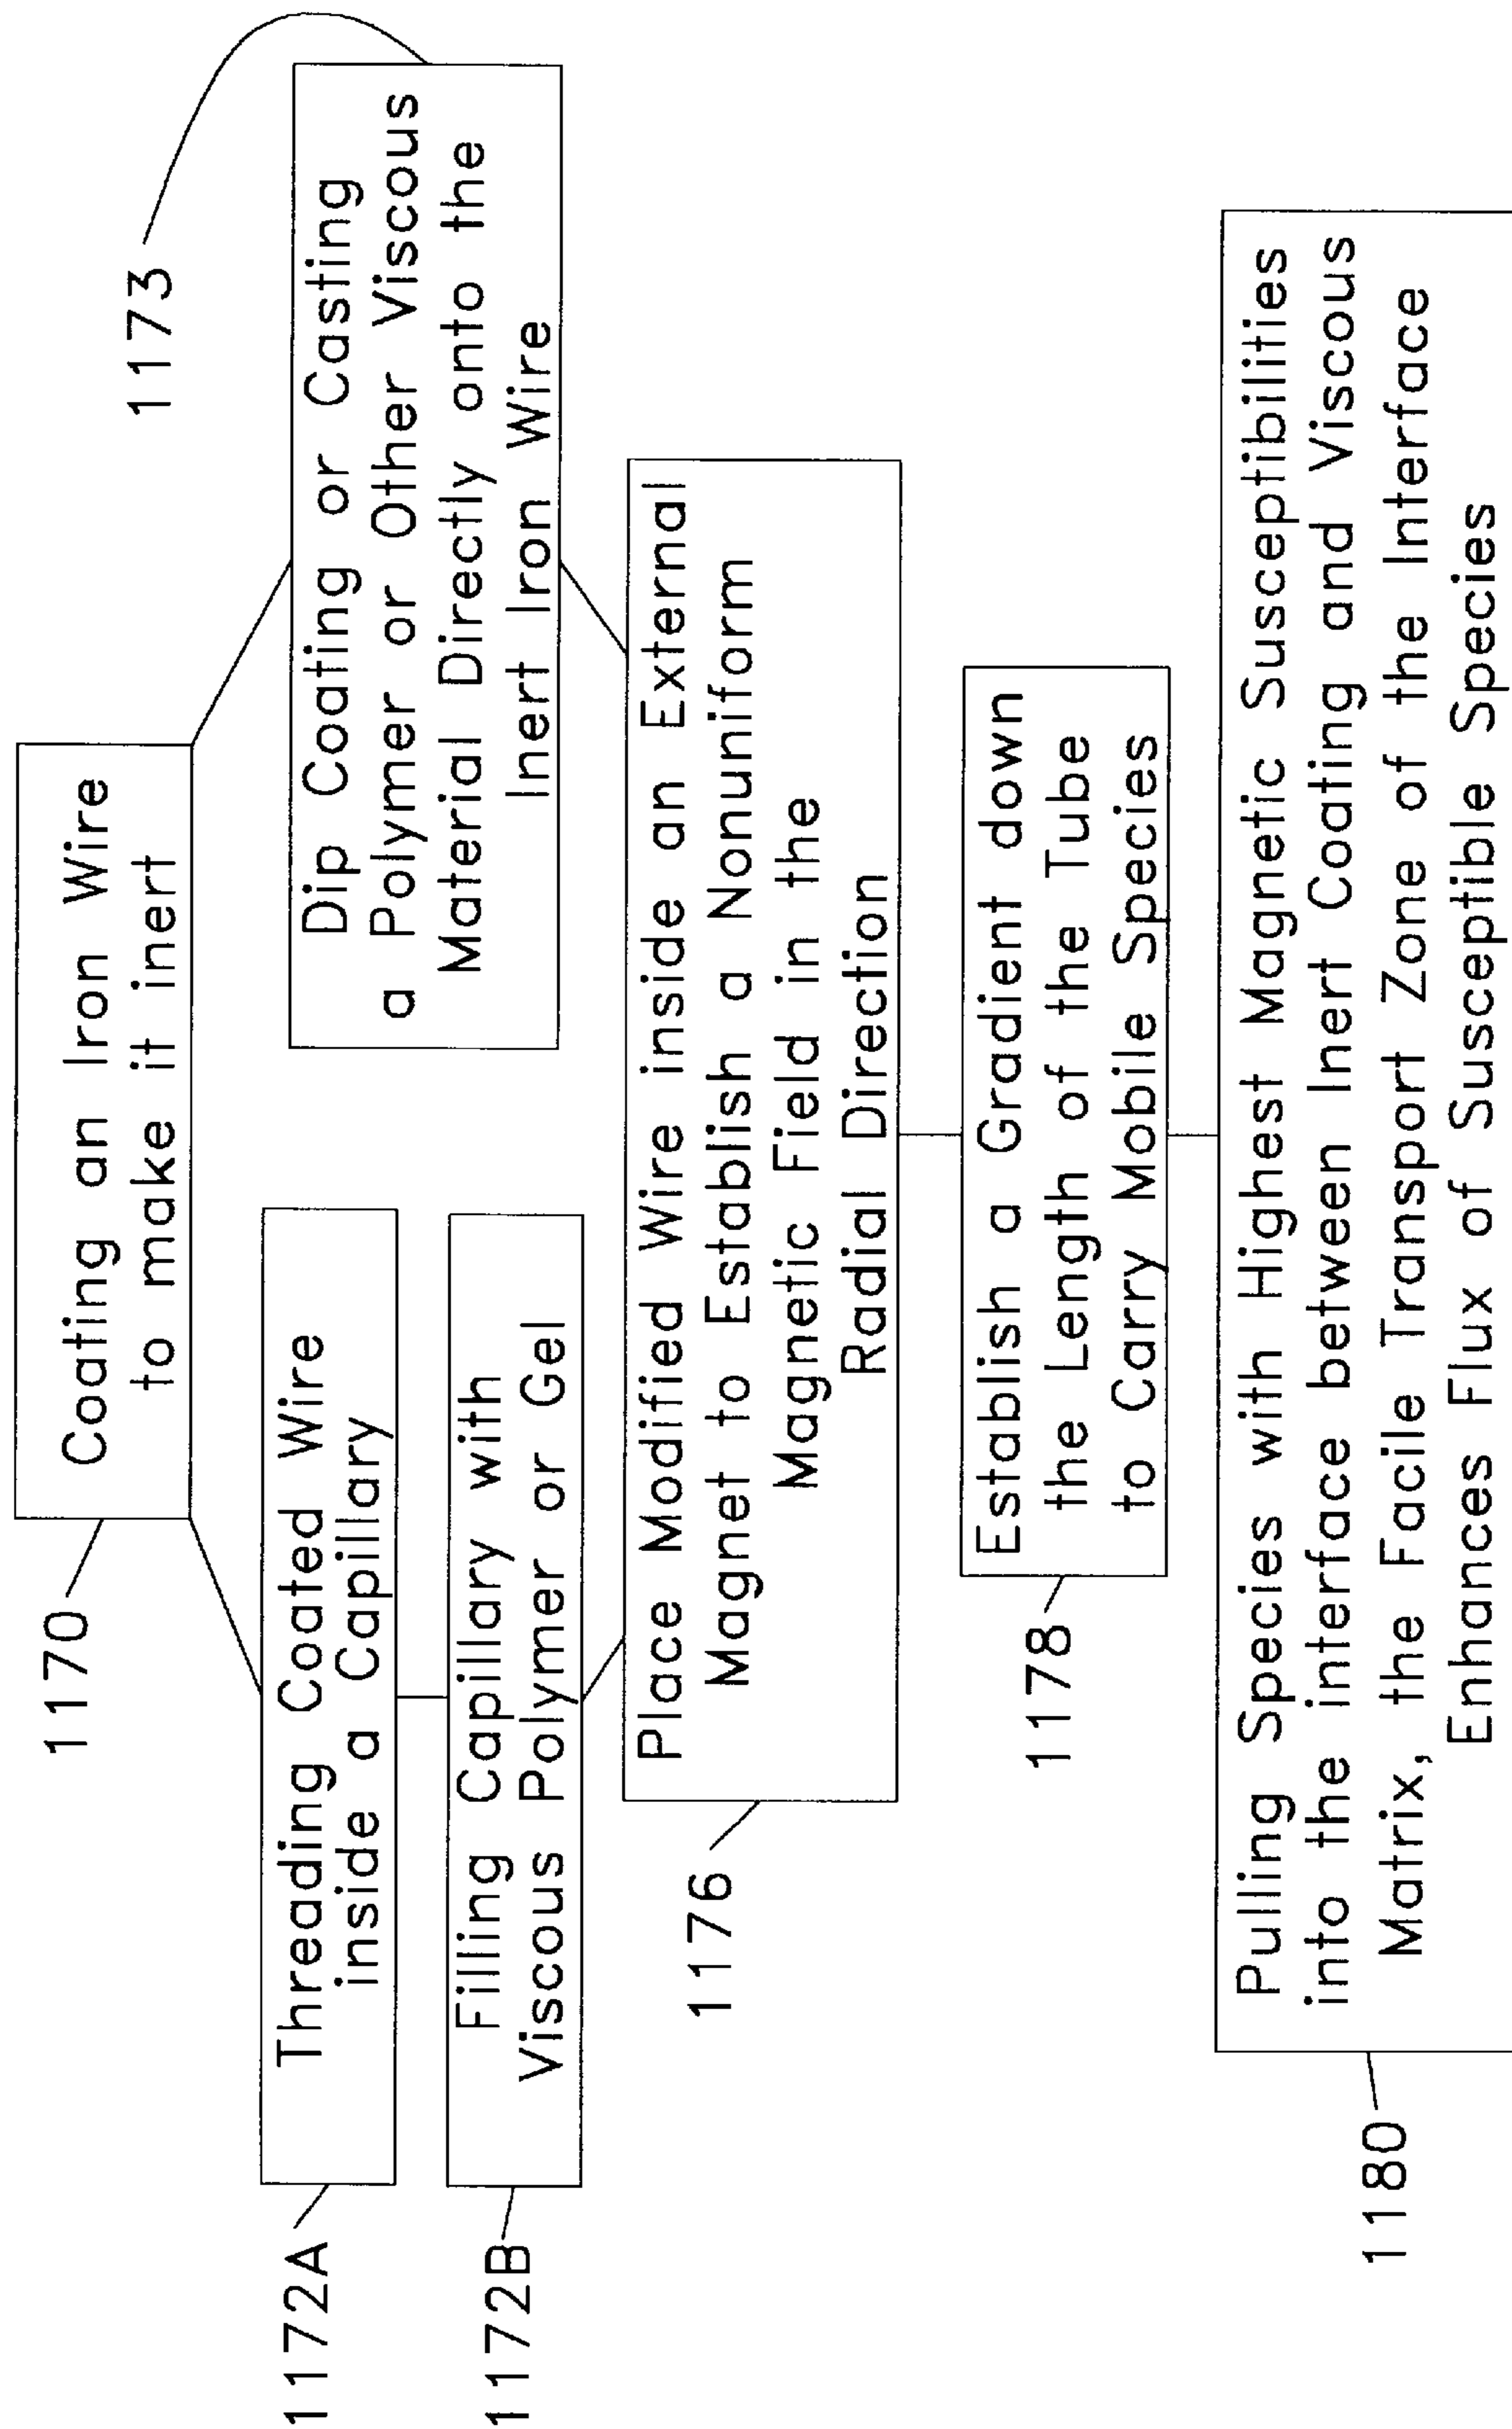 1170
Coating an Iron Wire
to make it inert
1172A
Threading Coated Wire
inside a Capillary
1172B
Filling Capillary with
Viscous Polymer or Gel
1173
Dip Coating or Casting
a Polymer or Other Viscous
Material Directly onto the
Inert Iron Wire
1176
Place Modified Wire inside an External
Magnet to Establish a Nonuniform
Magnetic Field in the
Radial Direction
1178
Establish a Gradient down
the Length of the Tube
to Carry Mobile Species
1180
Pulling Species with Highest Magnetic Susceptibilities
into the interface between Inert Coating and Viscous
Matrix, the Facile Transport Zone of the Interface
Enhances Flux of Susceptible Species